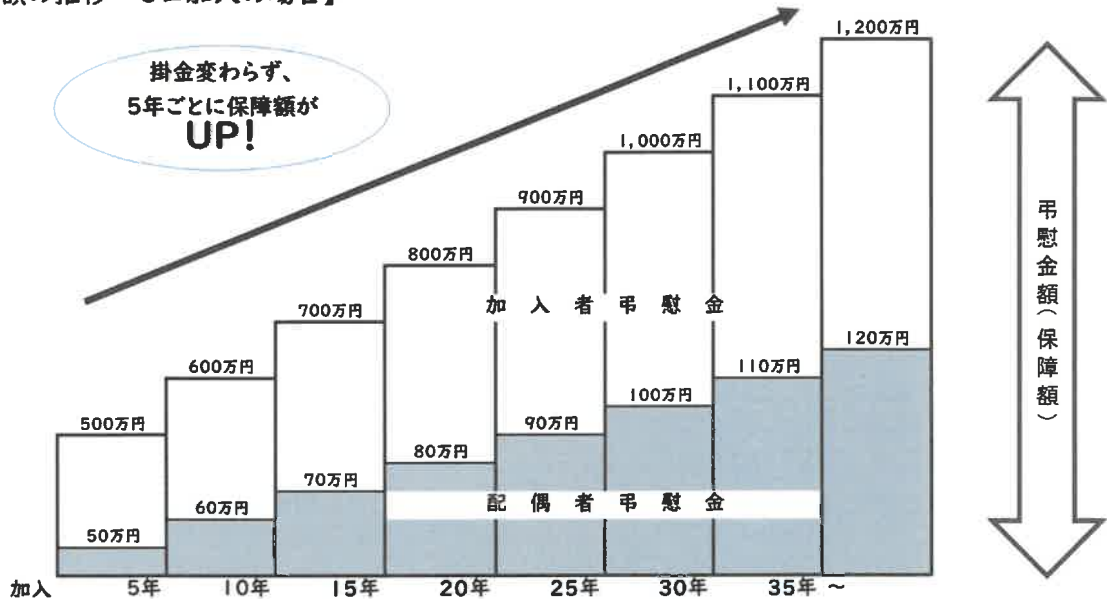 掛金変わらず、
5年ごとに保障額が
UP!
1,200万円
1,100万円
1,000万円
900万円
800万円
700万円
600万円
500万円
加入者弔慰金
120万円
110万円
100万円
90万円
80万円
70万円
60万円
50万円
配偶者弔慰金
弔慰金額(保障額)
加入 5年 10年 15年 20年 25年 30年 35年 ~